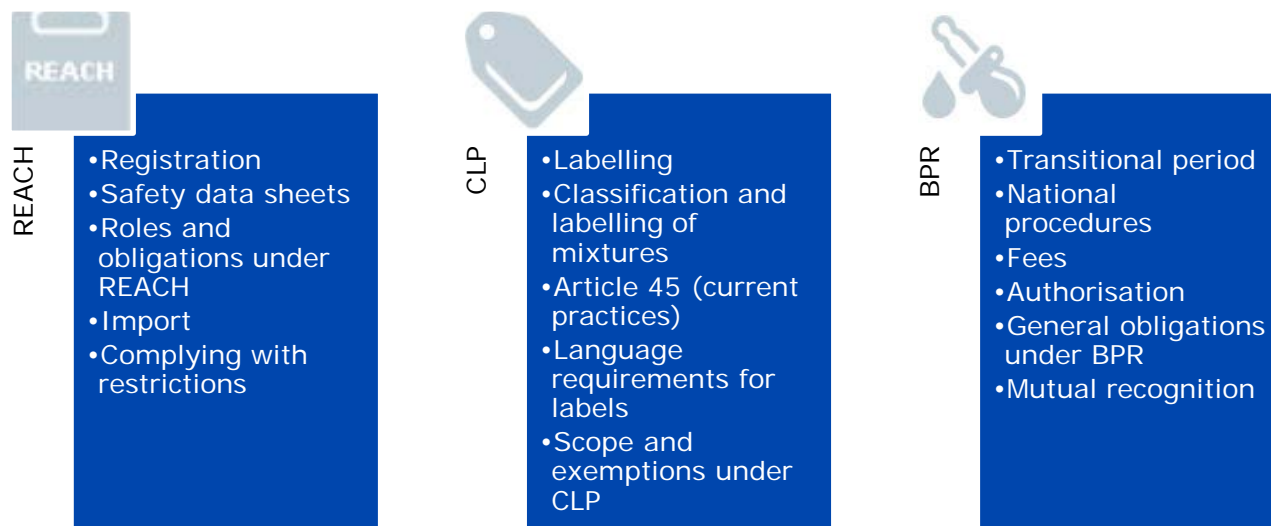 REACH
REACH
•Registration
•Safety data sheets
•Roles and
obligations under
REACH
•Import
•Complying with
restrictions
CLP
•Labelling
•Classification and
labelling of
mixtures
•Article 45 (current
practices)
•Language
requirements for
labels
•Scope and
exemptions under
CLP
BPR
•Transitional period
•National
procedures
•Fees
•Authorisation
•General obligations
under BPR
•Mutual recognition